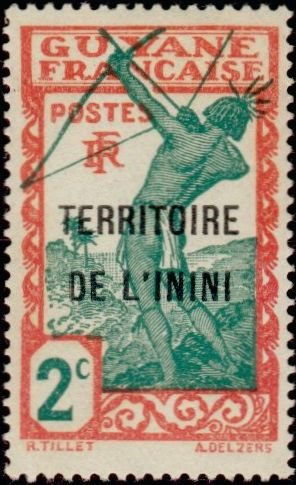 GUYANE
FRANÇAISE
POSTES
RF
TERRITOIRE
DE L'ININI
2c
R.TILLET A.DELZERS